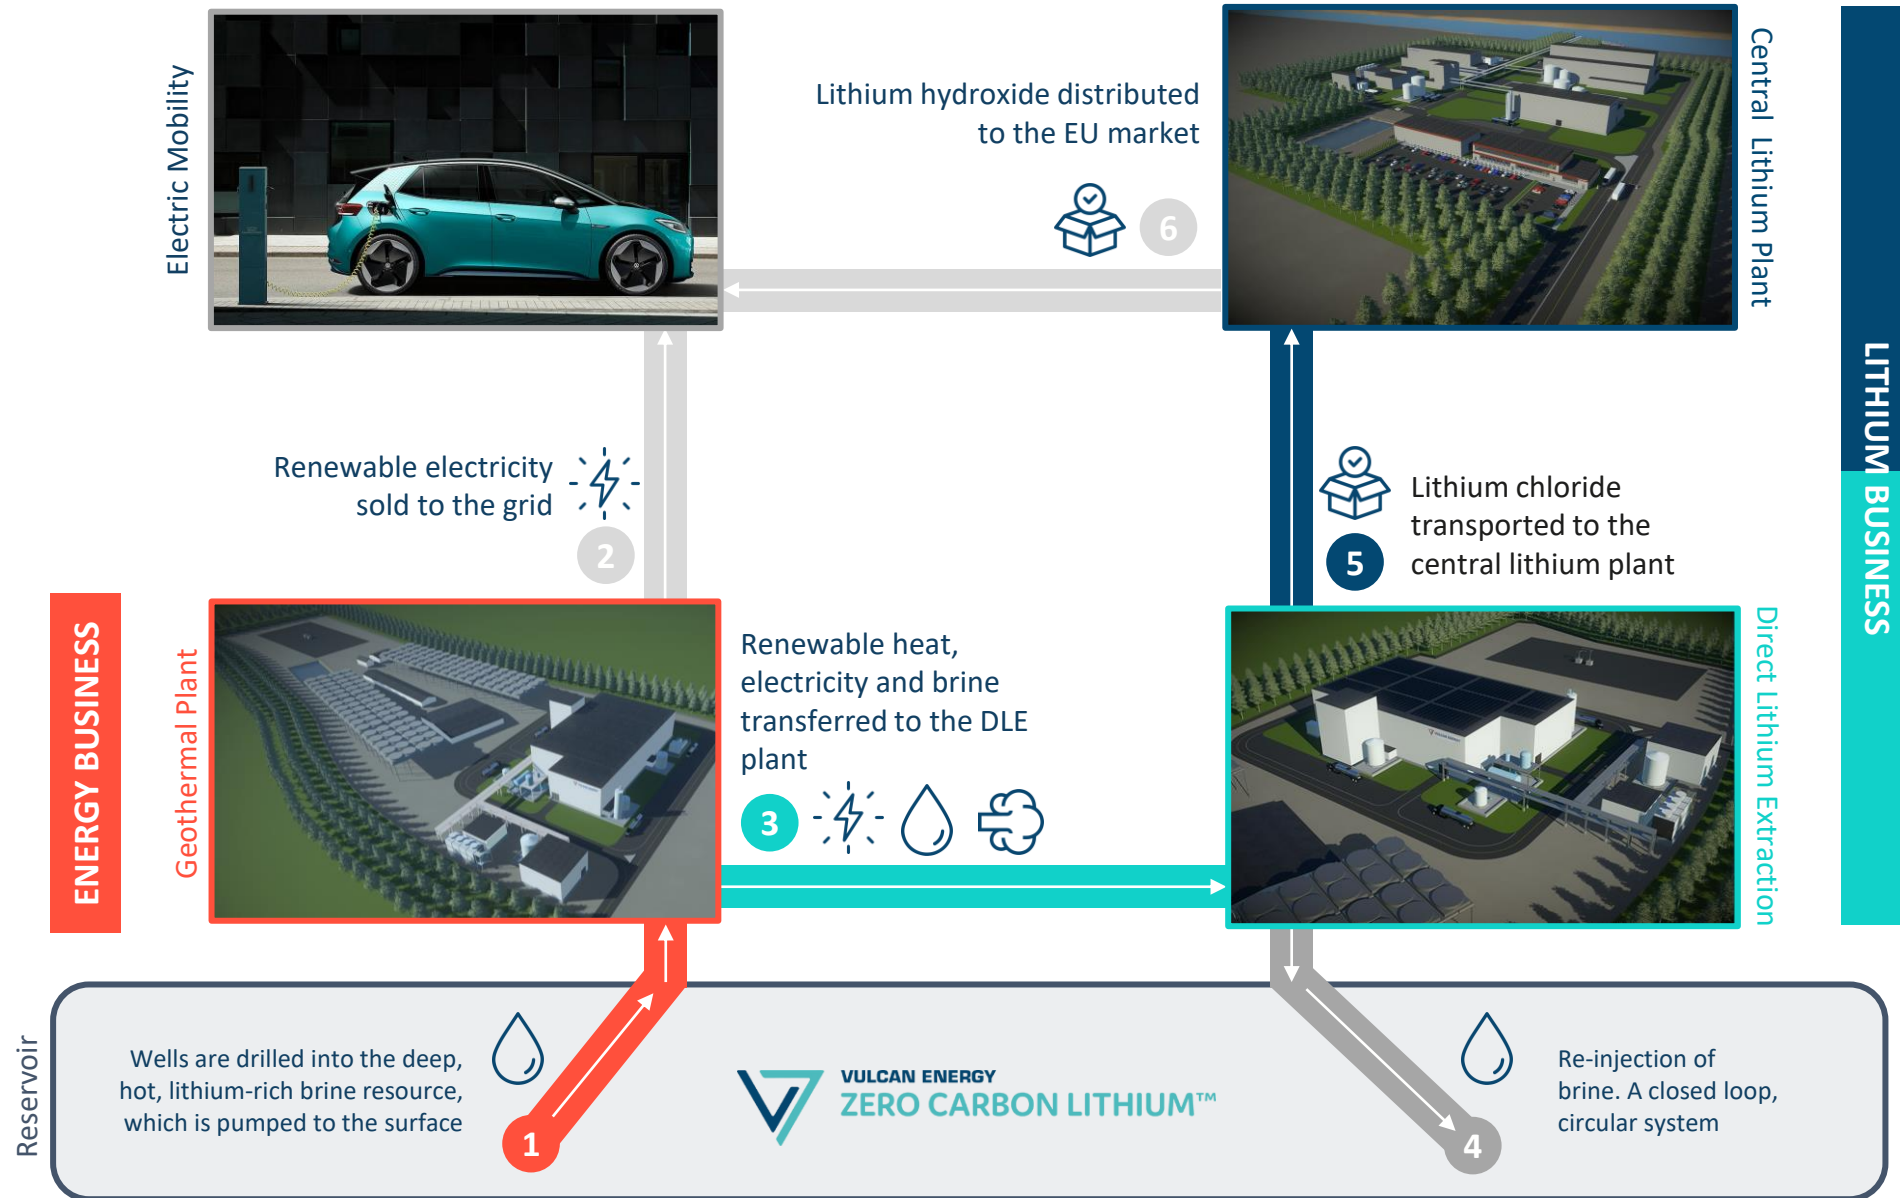 Electric Mobility
Lithium hydroxide distributed
to the EU market
6
Central Lithium Plant
LITHIUM BUSINESS
Renewable electricity
sold to the grid
2
Lithium chloride
transported to the
central lithium plant
5
ENERGY BUSINESS
Geothermal Plant
Renewable heat,
electricity and brine
transferred to the DLE
plant
3
Direct Lithium Extraction
Reservoir
Wells are drilled into the deep,
hot, lithium-rich brine resource,
which is pumped to the surface
1
VULCAN ENERGY
ZERO CARBON LITHIUM™
4
Re-injection of
brine. A closed loop,
circular system